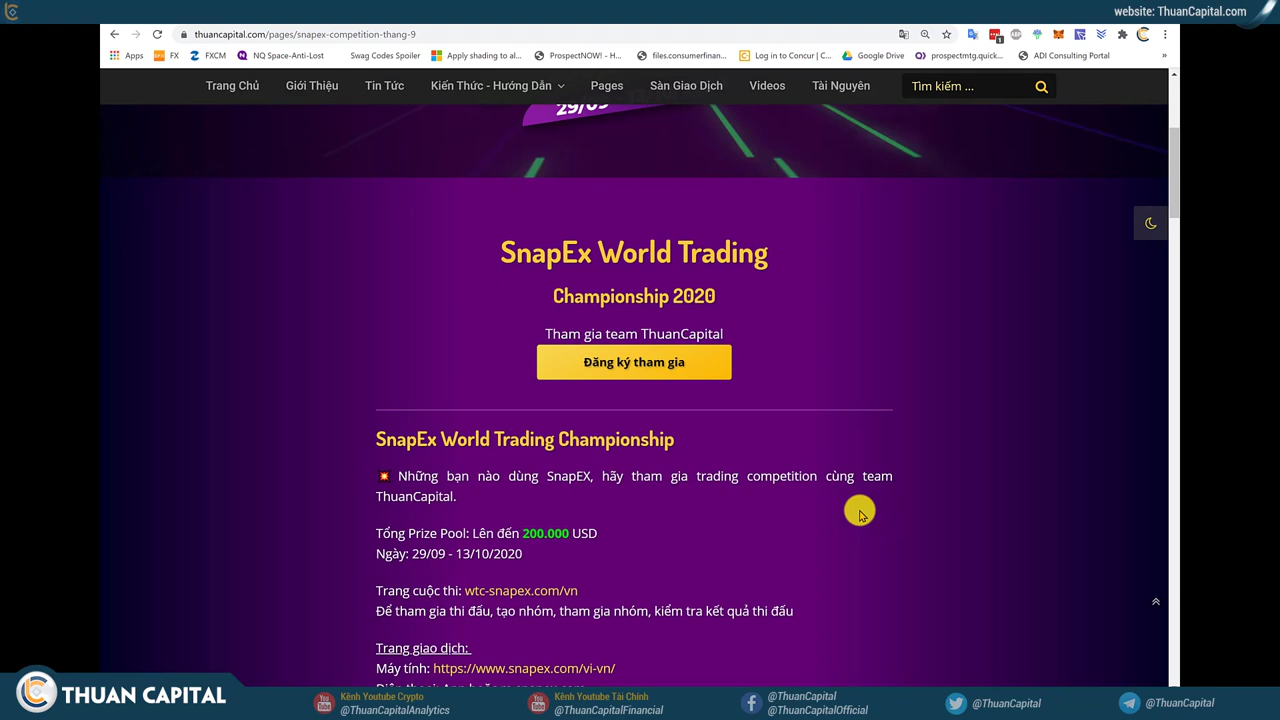 website: ThuanCapital.com
thuancapital.com/pages/snapex-competition-thang-9
Apps FX FXCM NQ Space-Anti-Lost Swag Codes Spoiler Apply shading to al... ProspectNOW! - H... files.consumerfinan... Log in to Concur | C... Google Drive prospectmtg.quick... ADI Consulting Portal »
Trang Chủ Giới Thiệu Tin Tức Kiến Thức - Hướng Dẫn Pages Sàn Giao Dịch Videos Tài Nguyên Tìm kiếm ...
29/09
SnapEx World Trading
Championship 2020
Tham gia team ThuanCapital
Đăng ký tham gia
SnapEx World Trading Championship
Những bạn nào dùng SnapEX, hãy tham gia trading competition cùng team
ThuanCapital.
Tổng Prize Pool: Lên đến 200.000 USD
Ngày: 29/09 - 13/10/2020
Trang cuộc thi: wtc-snapex.com/vn
Để tham gia thi đấu, tạo nhóm, tham gia nhóm, kiểm tra kết quả thi đấu
Trang giao dịch:
Máy tính: https://www.snapex.com/vi-vn/
THUAN CAPITAL
Kênh Youtube Crypto
@ThuanCapitalAnalytics
Kênh Youtube Tài Chính
@ThuanCapitalFinancial
@ThuanCapital
@ThuanCapitalOfficial
@ThuanCapital
@ThuanCapital